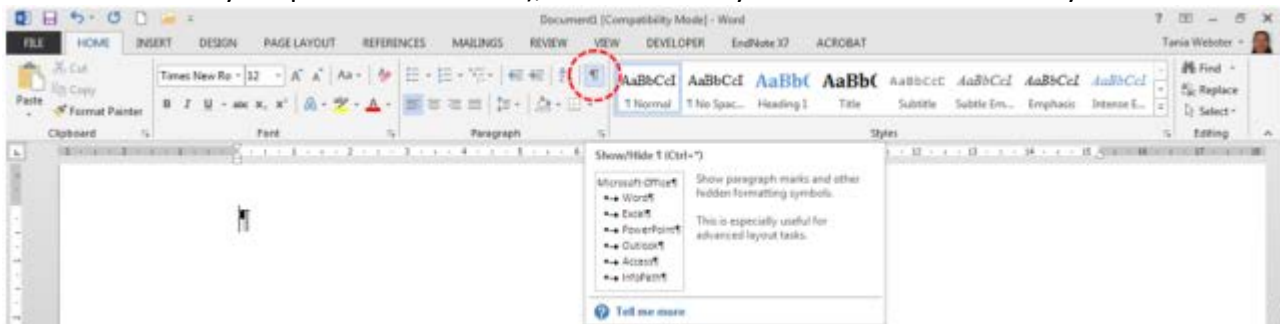 Document1 [Compatibility Mode] - Word
FILE HOME INSERT DESIGN PAGE LAYOUT REFERENCES MAILINGS REVIEW VIEW DEVELOPER EndNote X7 ACROBAT Tania Webster
Cut
Copy
Format Painter
Paste
Times New Ro 12
B I U abc
AaBbCcI AaBbCcI AaBb( AaBb( AaBbCcI AaBbCcI AaBbCcI AaBbCcI
¶ Normal ¶ No Spac... Heading 1 Title Subtitle Subtle Em... Emphasis Intense E...
Find
Replace
Select
Clipboard Font Paragraph Styles Editing
Show/Hide ¶ (Ctrl+*)
Microsoft Office¶
Word¶
Excel¶
PowerPoint¶
Outlook¶
Access¶
InfoPath¶
Show paragraph marks and other
hidden formatting symbols.
This is especially useful for
advanced layout tasks.
Tell me more
¶